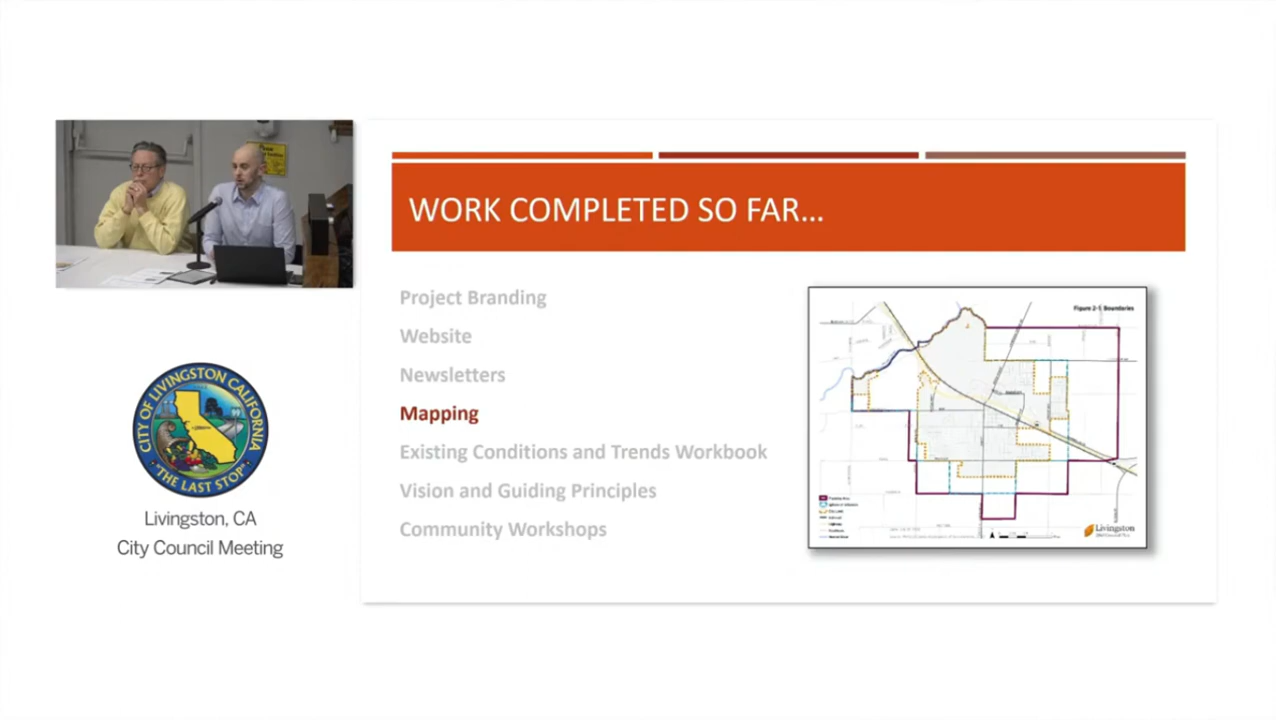 WORK COMPLETED SO FAR...
Project Branding
Website
Newsletters
Mapping
Existing Conditions and Trends Workbook
Vision and Guiding Principles
Community Workshops
Figure 2-1 Boundaries
Livingston
CITY OF LIVINGSTON CALIFORNIA
99
"THE LAST STOP"
Livingston, CA
City Council Meeting